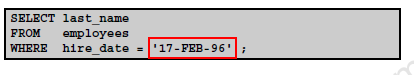 SELECT last_name
FROM   employees
WHERE  hire_date = '17-FEB-96' ;